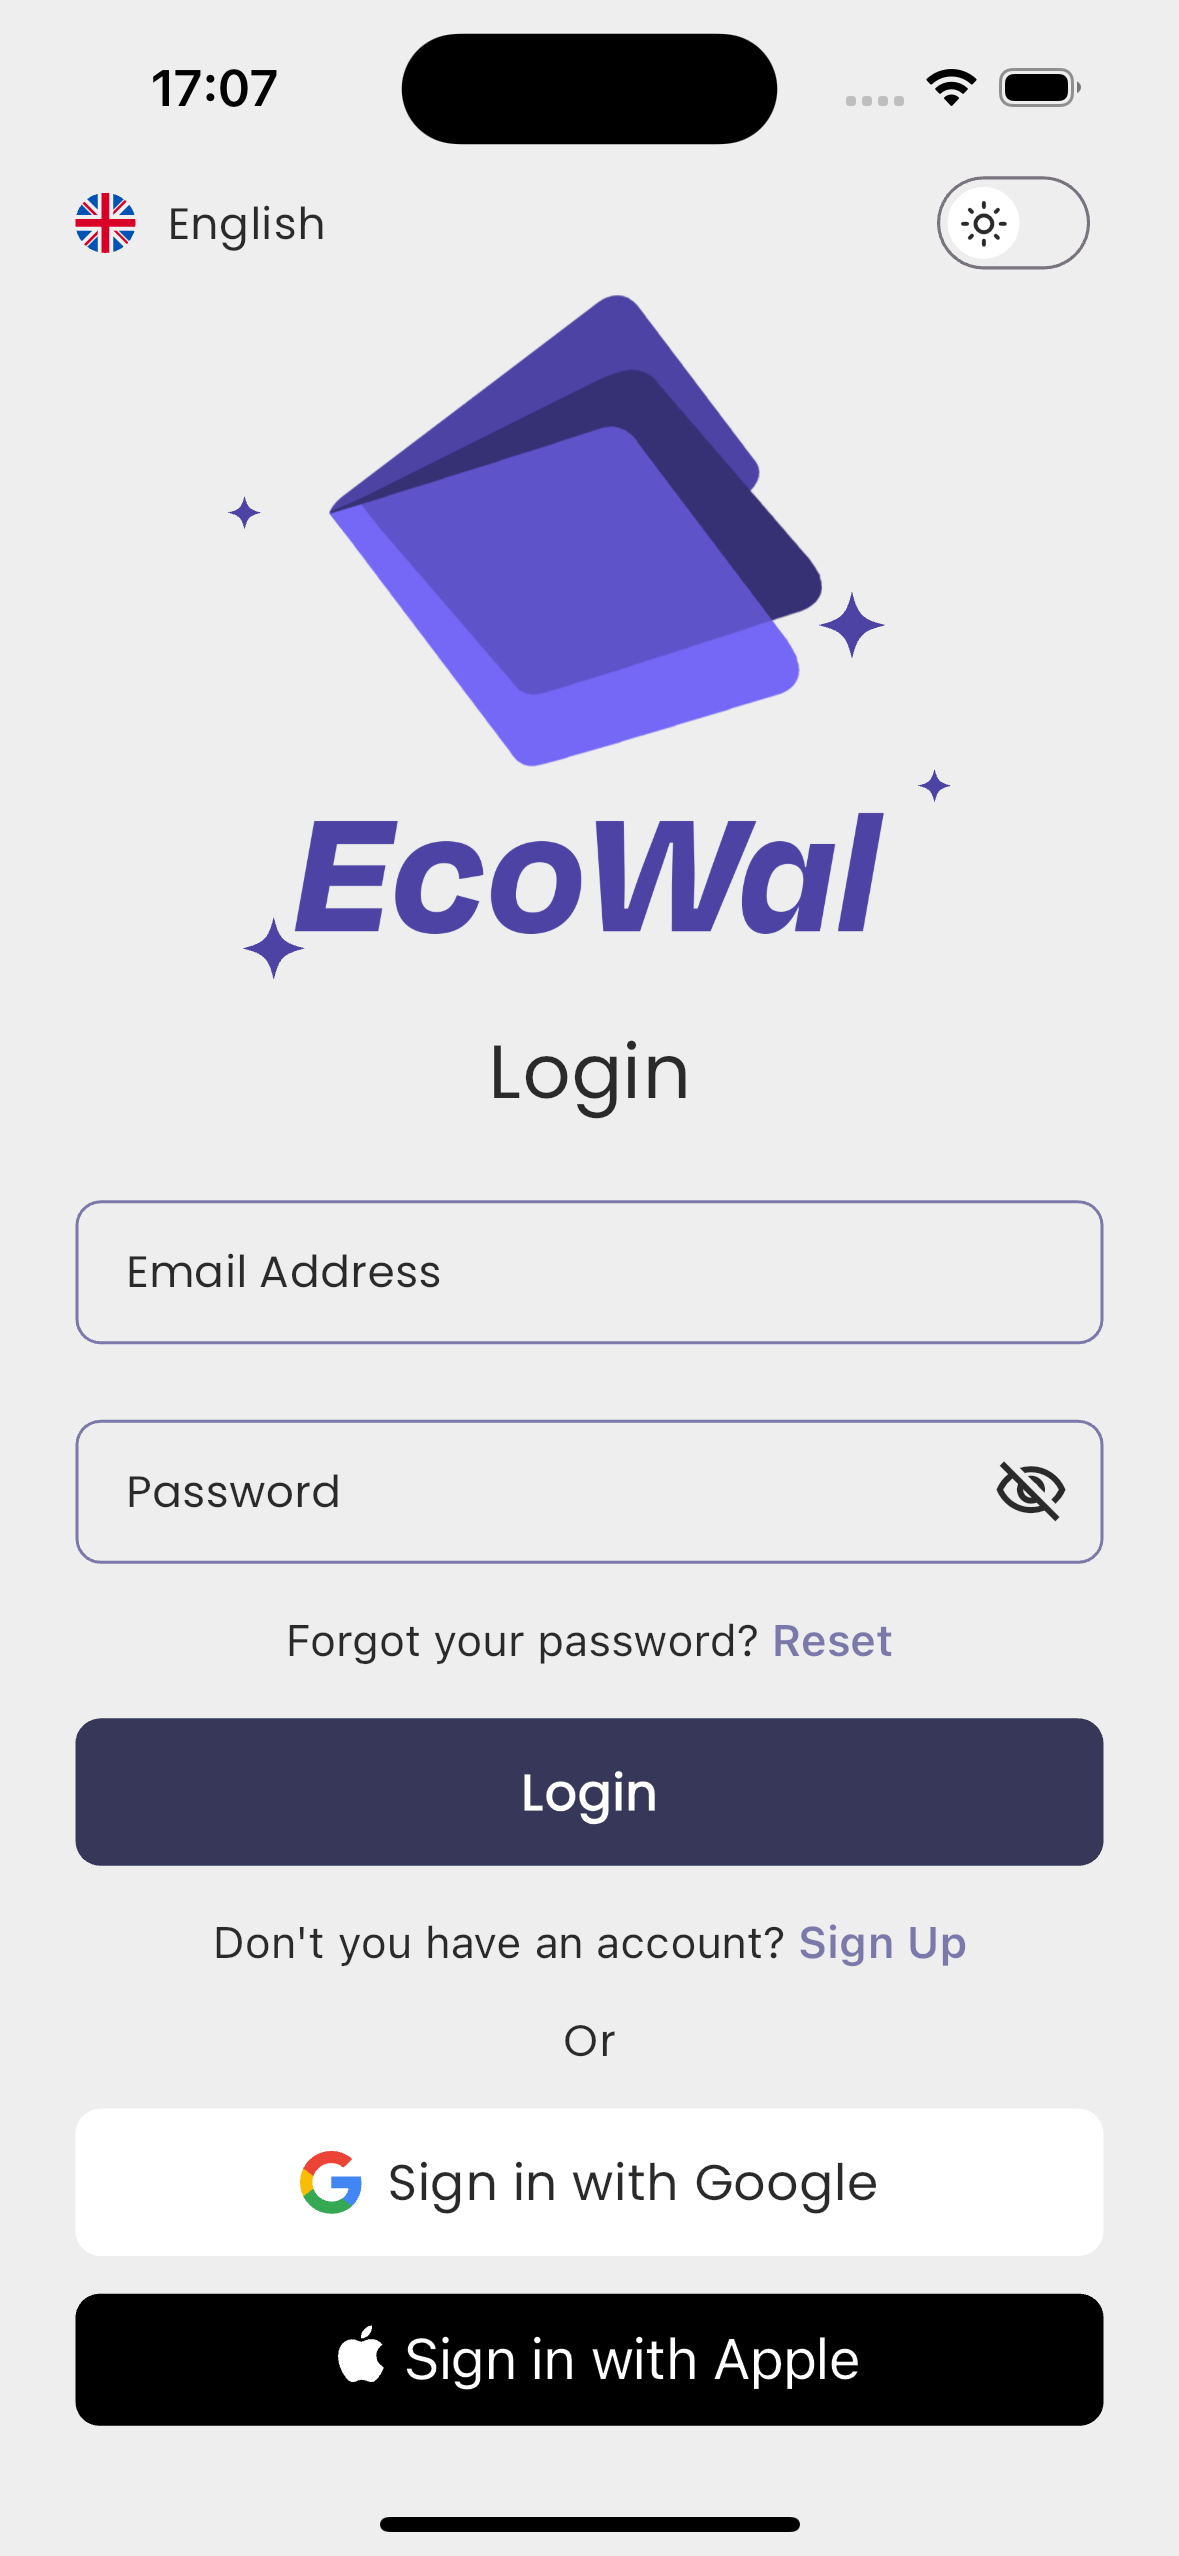 17:07
English
EcoWal
Login
Email Address
Password
Forgot your password? Reset
Login
Don't you have an account? Sign Up
Or
Sign in with Google
Sign in with Apple